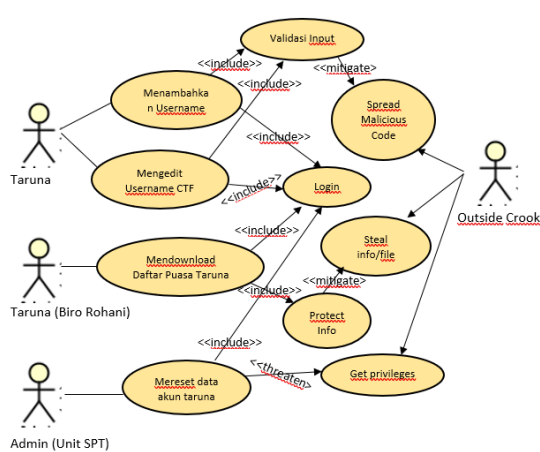 Validasi Input
<<include>>
<<mitigate>
<<include>>
Menambahka
n Username
Spread
Malicious
Code
<<include>>
Taruna
Mengedit
Username CTF
<<include>>
Login
Outside Crook
<<include>>
Steal
info/file
Mendownload
Daftar Puasa Taruna
<<mitigate>
<<include>>
Taruna (Biro Rohani)
Protect
Info
<<include>>
<<threaten>
Mereset data
akun taruna
Get privileges
Admin (Unit SPT)